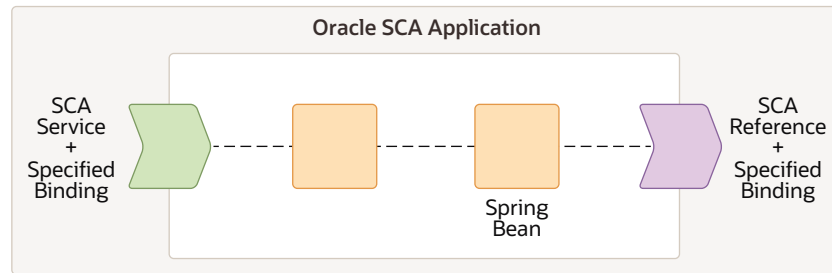 Oracle SCA Application
SCA
Service
+
Specified
Binding
Spring
Bean
SCA
Reference
+
Specified
Binding